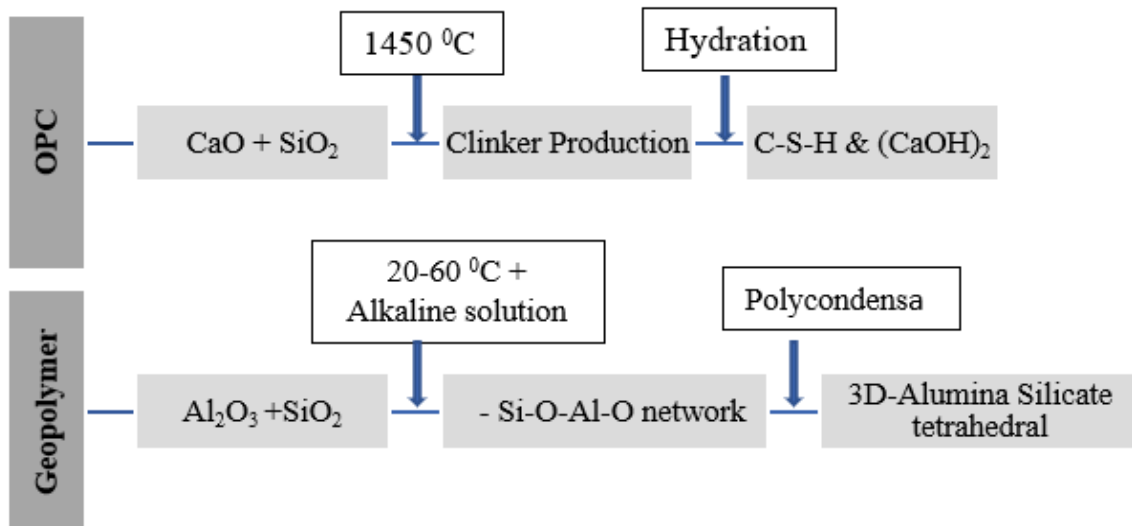 OPC
1450 ⁰C
Hydration
CaO + SiO₂
Clinker Production
C-S-H & (CaOH)₂
Geopolymer
20-60 ⁰C +
Alkaline solution
Polycondensa
Al₂O₃ +SiO₂
- Si-O-Al-O network
3D-Alumina Silicate
tetrahedral